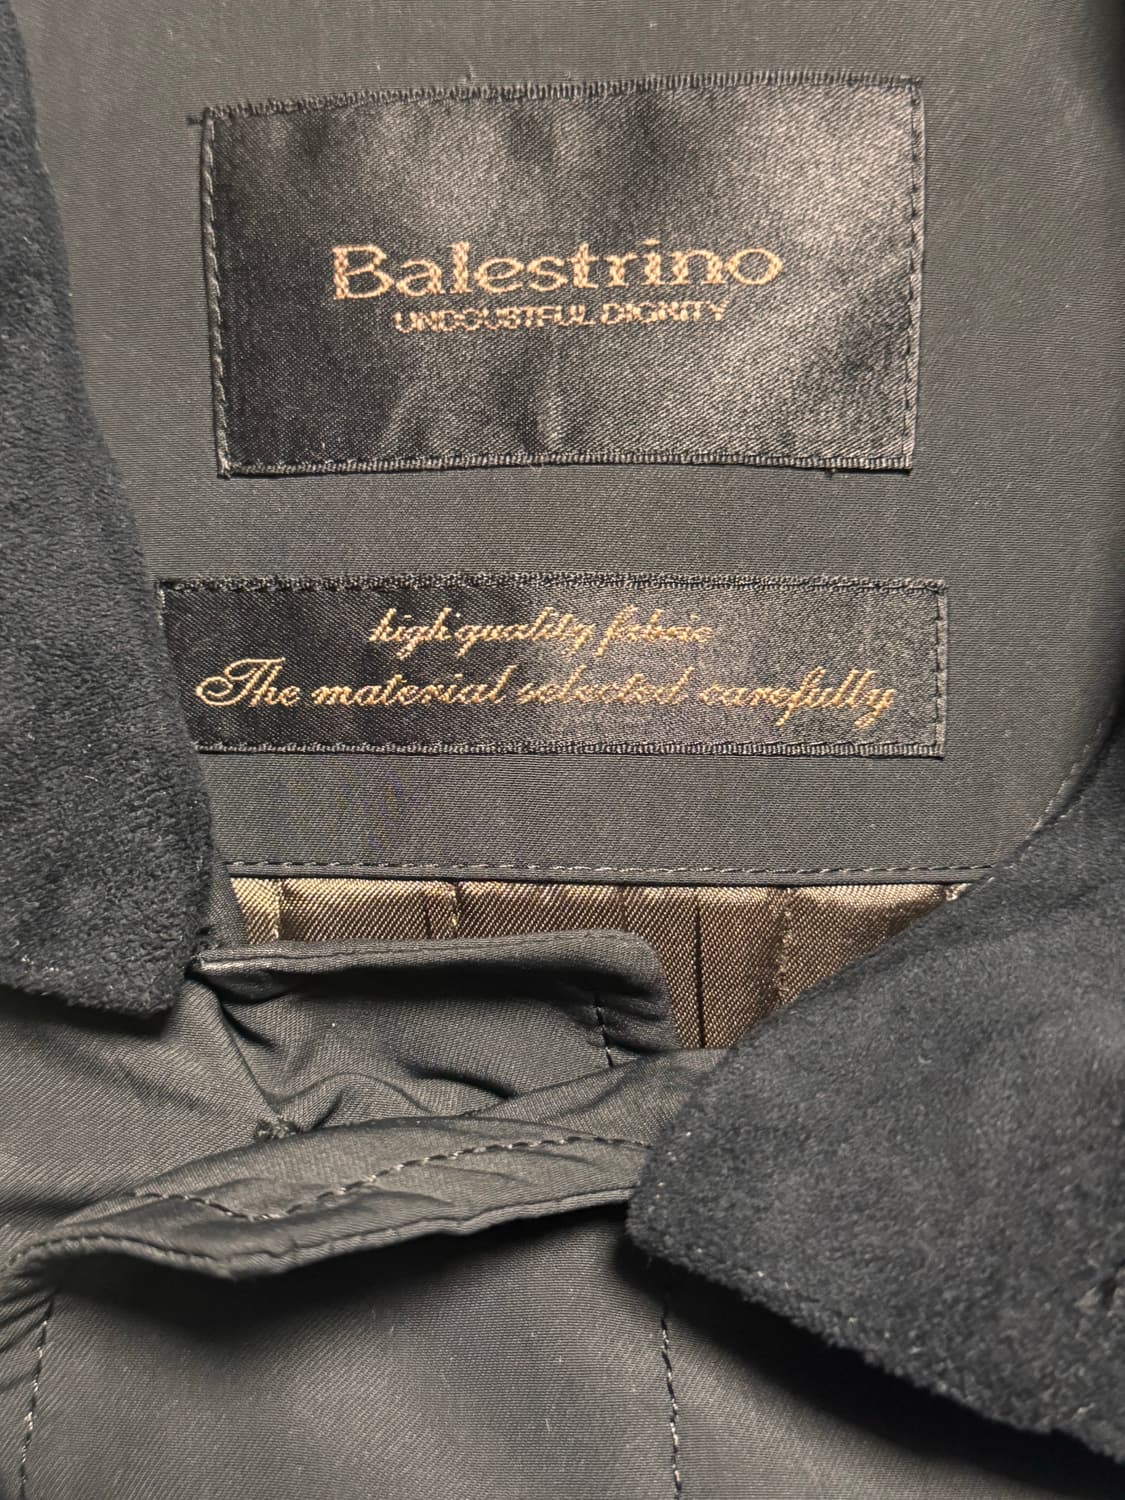 Balestrino
UNDOUBTFUL DIGNITY
high quality fabric
The material selected carefully